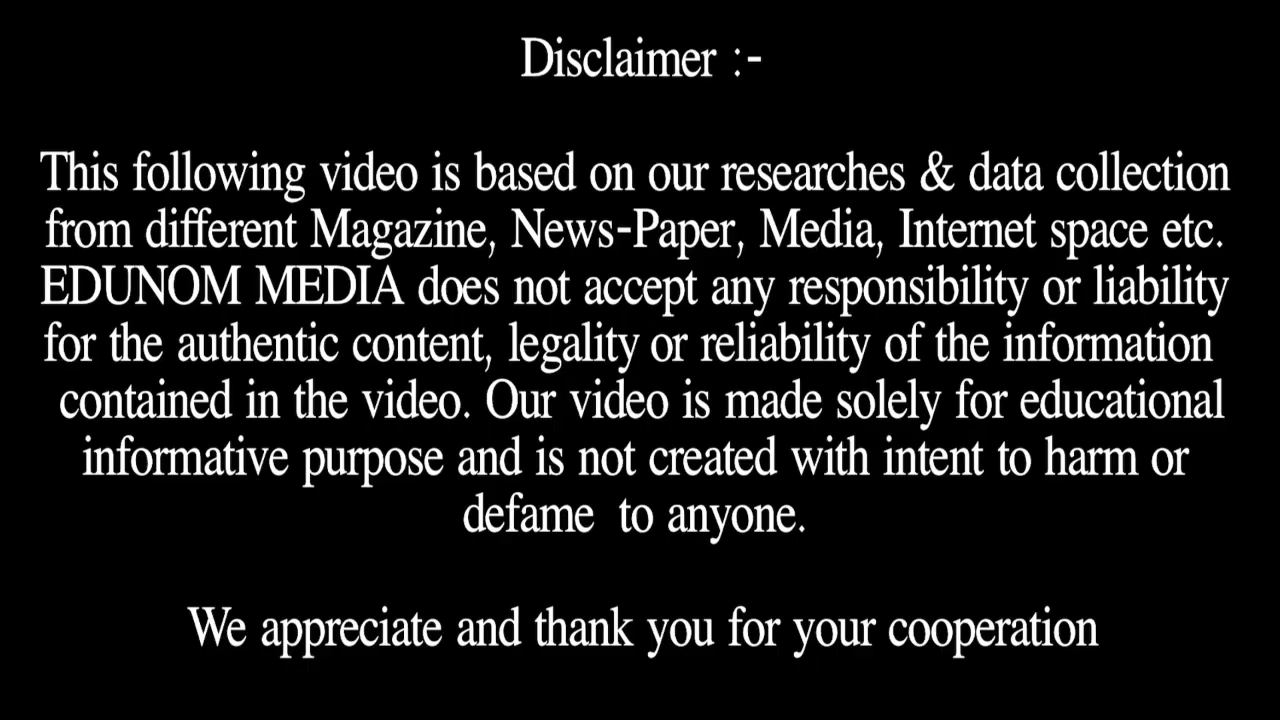 Disclaimer :-
This following video is based on our researches & data collection
from different Magazine, News-Paper, Media, Internet space etc.
EDUNOM MEDIA does not accept any responsibility or liability
for the authentic content, legality or reliability of the information
contained in the video. Our video is made solely for educational
informative purpose and is not created with intent to harm or
defame to anyone.
We appreciate and thank you for your cooperation